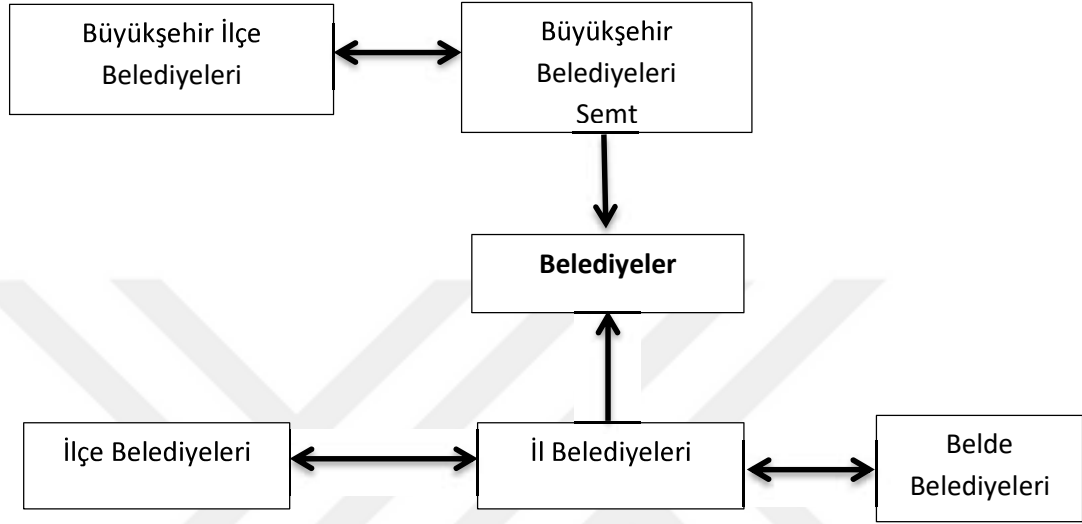 Büyükşehir İlçe
Belediyeleri
Büyükşehir
Belediyeleri
Semt
Belediyeler
İlçe Belediyeleri
İl Belediyeleri
Belde
Belediyeleri